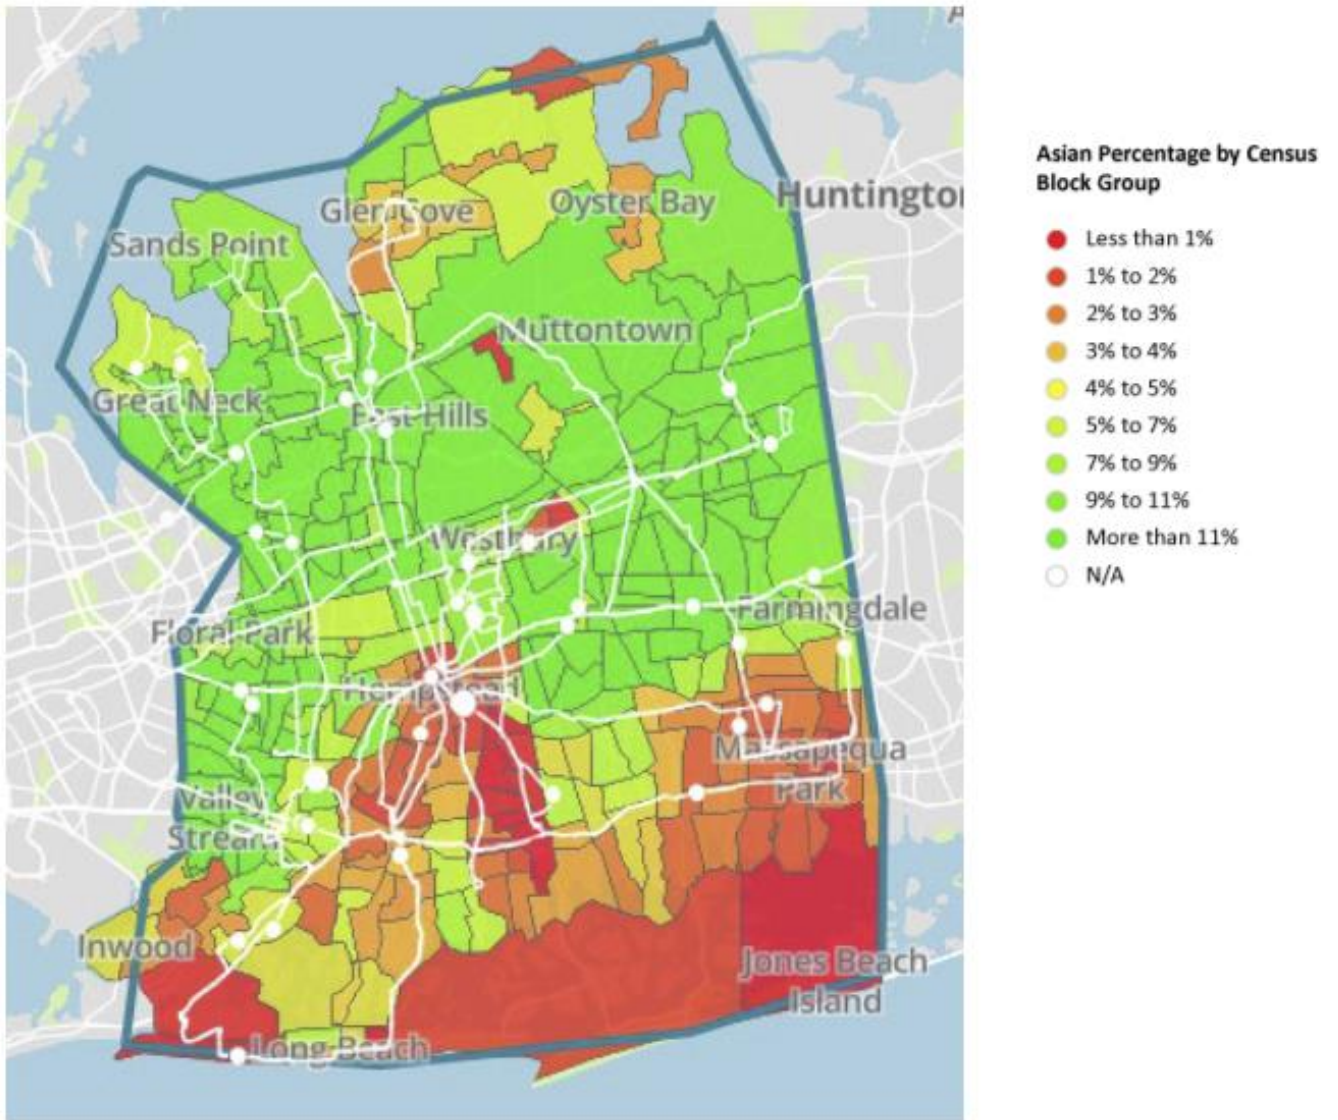 A
Huntington
Glen Cove
Oyster Bay
Sands Point
Muttontown
Great Neck
East Hills
Westbury
Farmingdale
Floral Park
Hempstead
Massapequa
Park
Valley
Stream
Inwood
Jones Beach
Island
Long Beach
Asian Percentage by Census
Block Group
Less than 1%
1% to 2%
2% to 3%
3% to 4%
4% to 5%
5% to 7%
7% to 9%
9% to 11%
More than 11%
N/A